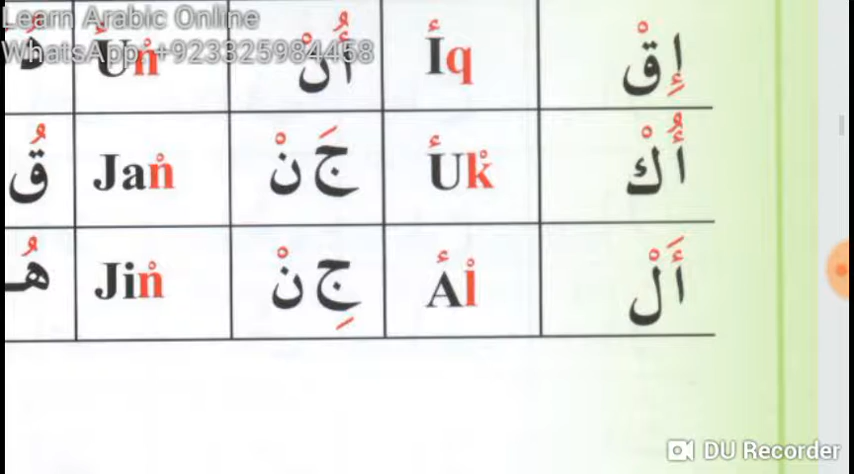 Learn Arabic Online
WhatsApp: +923325984458
إِقْ Iq أُنْ Un
أُكْ Uk جَنْ Jan قُ
أَلْ Al جِنْ Jin هُ
DU Recorder